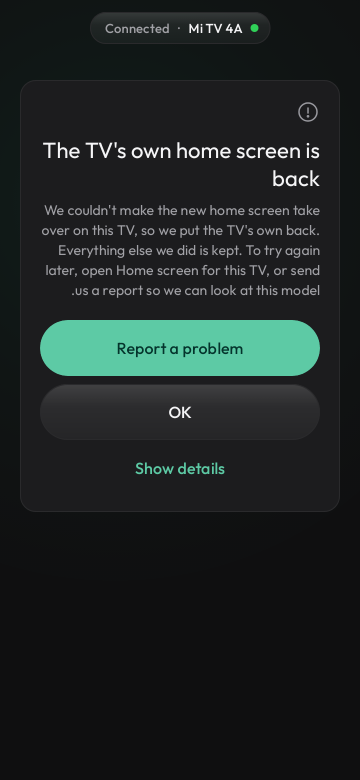 Connected · Mi TV 4A
The TV's own home screen is
back
We couldn't make the new home screen take
over on this TV, so we put the TV's own back.
Everything else we did is kept. To try again
later, open Home screen for this TV, or send
.us a report so we can look at this model
Report a problem
OK
Show details